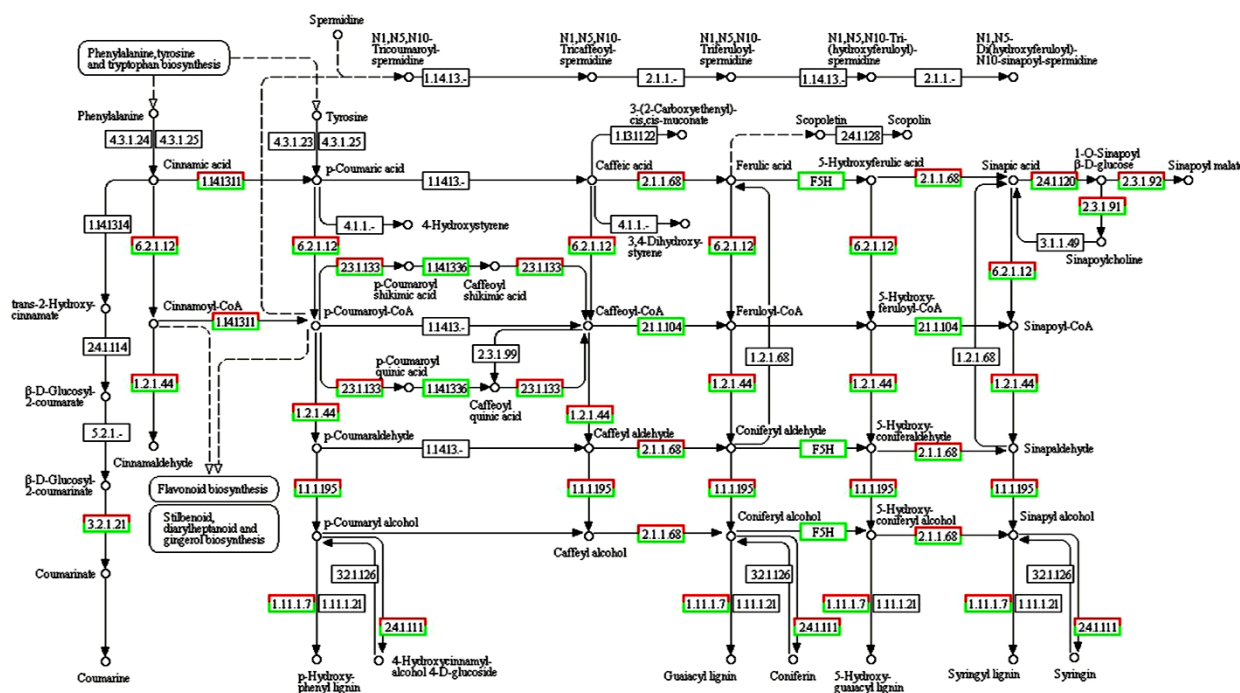 Spermidine
N1,N5,N10-
Tricoumaroyl-
spermidine
N1,N5,N10-
Tricaffeoyl-
spermidine
N1,N5,N10-
Triferuloyl-
spermidine
N1,N5,N10-Tri-
(hydroxyferuloyl)-
spermidine
N1,N5-
Di(hydroxyferuloyl)-
N10-sinapoyl-spermidine
Phenylalanine, tyrosine
and tryptophan biosynthesis
1.14.13.-
2.1.1.-
1.14.13.-
2.1.1.-
Phenylalanine
Tyrosine
3-(2-Carboxyethenyl)-
cis,cis-muconate
Scopoletin
Scopolin
4.3.1.24
4.3.1.25
4.3.1.23
4.3.1.25
1.13.11.22
2.4.1.128
Cinnamic acid
p-Coumaric acid
Caffeic acid
Ferulic acid
5-Hydroxyferulic acid
Sinapic acid
1-O-Sinapoyl
β-D-glucose
Sinapoyl malate
1.14.13.11
1.14.13.-
2.1.1.68
F5H
2.1.1.68
2.4.1.120
2.3.1.92
2.3.1.91
1.14.13.14
4.1.1.-
4-Hydroxystyrene
4.1.1.-
3,4-Dihydroxy-
styrene
1.2.1.68
3.1.1.49
Sinapoylcholine
6.2.1.12
6.2.1.12
6.2.1.12
6.2.1.12
6.2.1.12
6.2.1.12
2.3.1.133
1.14.13.36
2.3.1.133
p-Coumaroyl
shikimic acid
Caffeoyl
shikimic acid
trans-2-Hydroxy-
cinnamate
Cinnamoyl-CoA
p-Coumaroyl-CoA
Caffeoyl-CoA
Feruloyl-CoA
5-Hydroxy-
feruloyl-CoA
Sinapoyl-CoA
1.14.13.11
1.14.13.-
2.1.1.104
2.1.1.104
2.4.1.114
2.3.1.99
1.2.1.68
1.2.1.68
p-Coumaroyl
quinic acid
2.3.1.133
1.14.13.36
2.3.1.133
Caffeoyl
quinic acid
1.2.1.44
1.2.1.44
1.2.1.44
1.2.1.44
1.2.1.44
1.2.1.44
β-D-Glucosyl-
2-coumarate
5.2.1.-
Cinnamaldehyde
p-Coumaraldehyde
Caffeyl aldehyde
Coniferyl aldehyde
5-Hydroxy-
coniferaldehyde
Sinapaldehyde
1.14.13.-
2.1.1.68
F5H
2.1.1.68
β-D-Glucosyl-
2-coumarinate
Flavonoid biosynthesis
Stilbenoid,
diarylheptanoid and
gingerol biosynthesis
1.1.1.195
1.1.1.195
1.1.1.195
1.1.1.195
1.1.1.195
3.2.1.21
p-Coumaryl alcohol
Caffeyl alcohol
Coniferyl alcohol
5-Hydroxy-
coniferyl alcohol
Sinapyl alcohol
2.1.1.68
F5H
2.1.1.68
Coumarinate
3.2.1.126
3.2.1.126
3.2.1.126
1.11.1.7
1.11.1.21
1.11.1.7
1.11.1.21
1.11.1.7
1.11.1.21
1.11.1.7
1.11.1.21
2.4.1.111
2.4.1.111
2.4.1.111
Coumarine
p-Hydroxy-
phenyl lignin
4-Hydroxycinnamyl-
alcohol 4-D-glucoside
Guaiacyl lignin
Coniferin
5-Hydroxy-
guaiacyl lignin
Syringyl lignin
Syringin